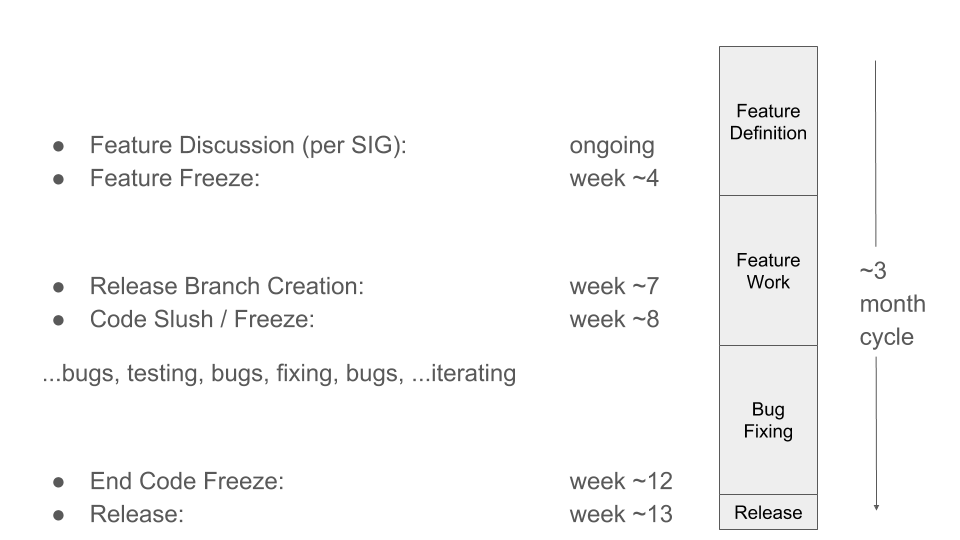 ● Feature Discussion (per SIG): ongoing
● Feature Freeze: week ~4
● Release Branch Creation: week ~7
● Code Slush / Freeze: week ~8
...bugs, testing, bugs, fixing, bugs, ...iterating
● End Code Freeze: week ~12
● Release: week ~13
Feature
Definition
Feature
Work
Bug
Fixing
Release
~3
month
cycle